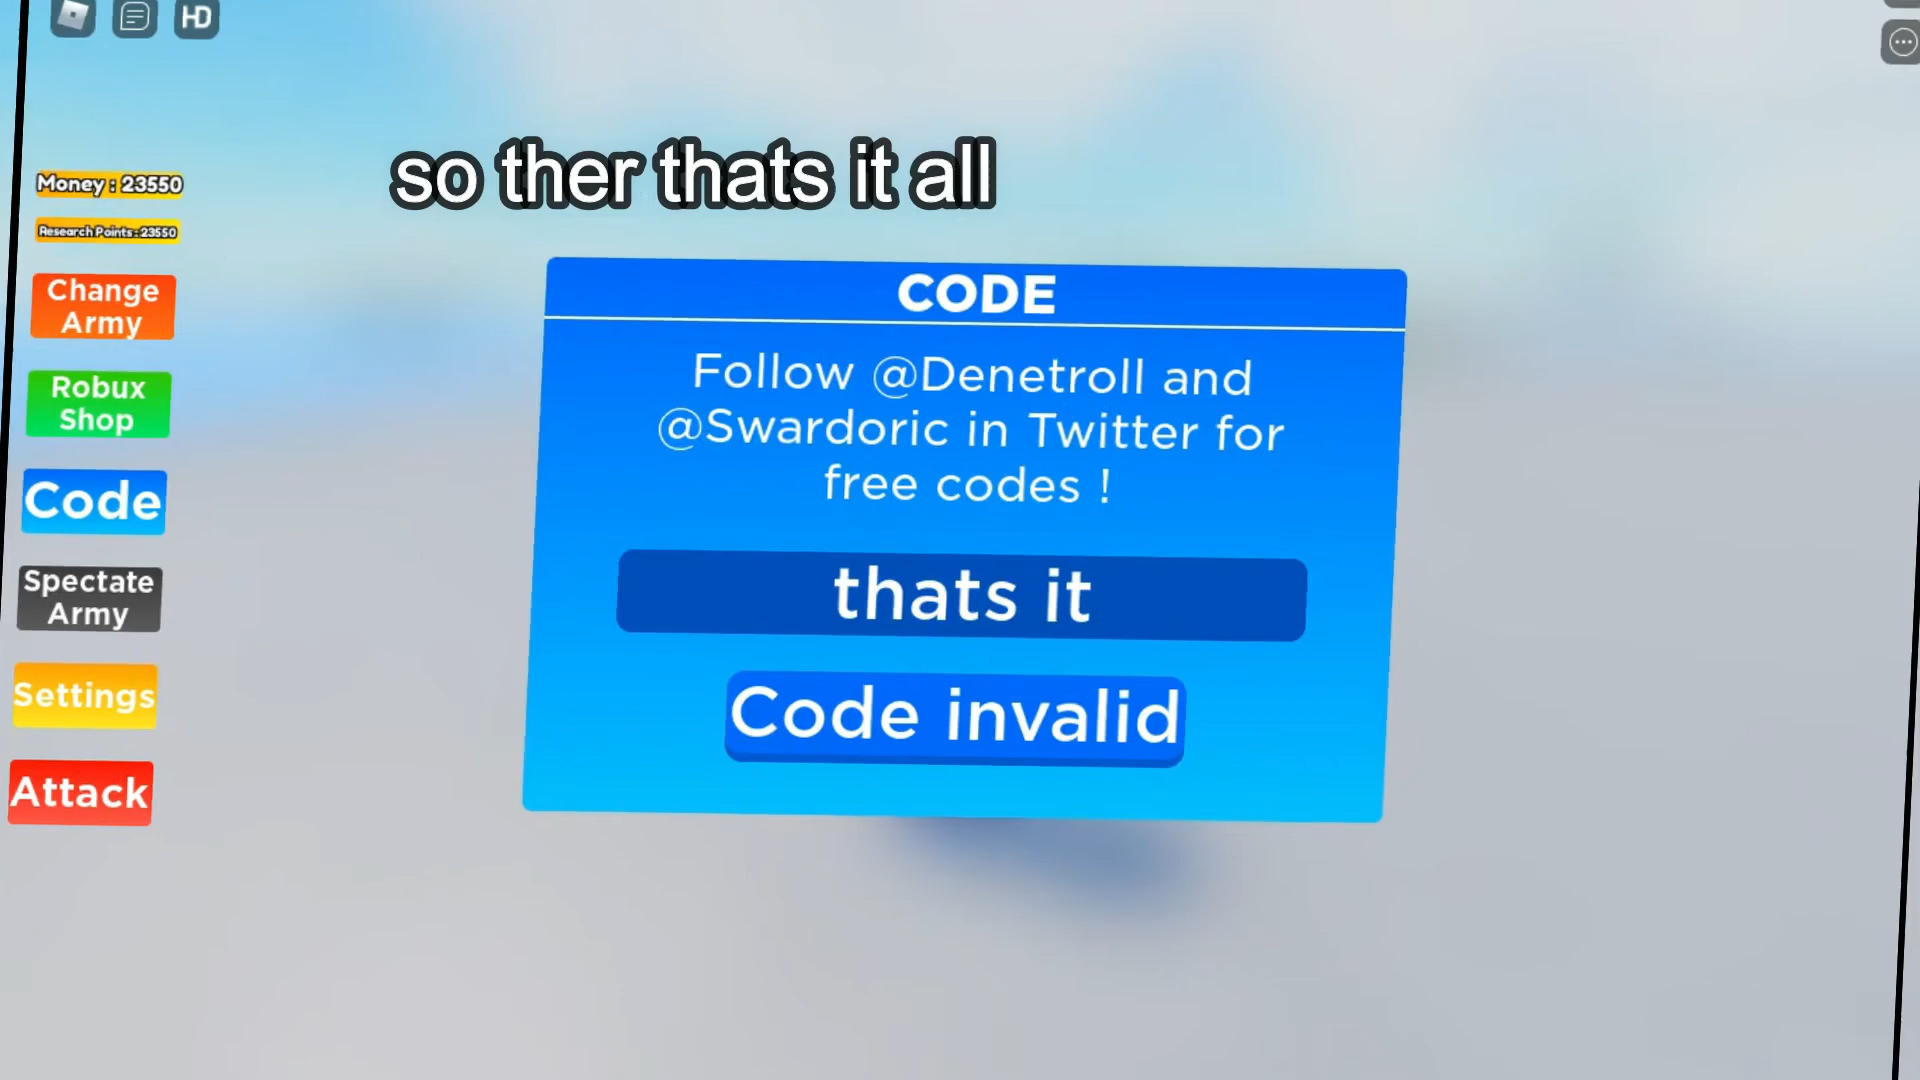 HD
so ther thats it all
Money : 23550
Research Points : 23550
Change
Army
Robux
Shop
Code
Spectate
Army
Settings
Attack
CODE
Follow @Denetroll and
@Swardoric in Twitter for
free codes !
thats it
Code invalid